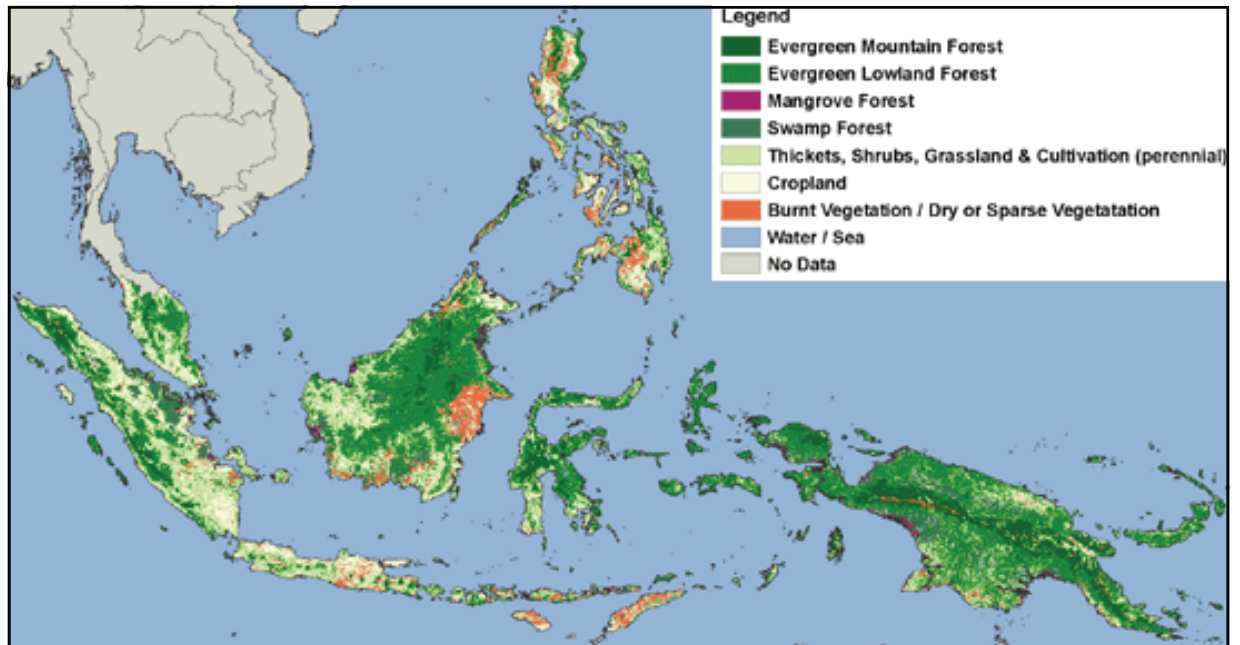 Legend
Evergreen Mountain Forest
Evergreen Lowland Forest
Mangrove Forest
Swamp Forest
Thickets, Shrubs, Grassland & Cultivation (perennial)
Cropland
Burnt Vegetation / Dry or Sparse Vegetatation
Water / Sea
No Data